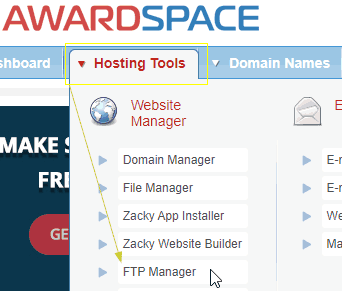 AWARDSPACE
shboard
Hosting Tools
Domain Names
Website
Manager
MAKE S
FRE
GE
Domain Manager
File Manager
Zacky App Installer
Zacky Website Builder
FTP Manager
E
E-r
E-r
We
Ma